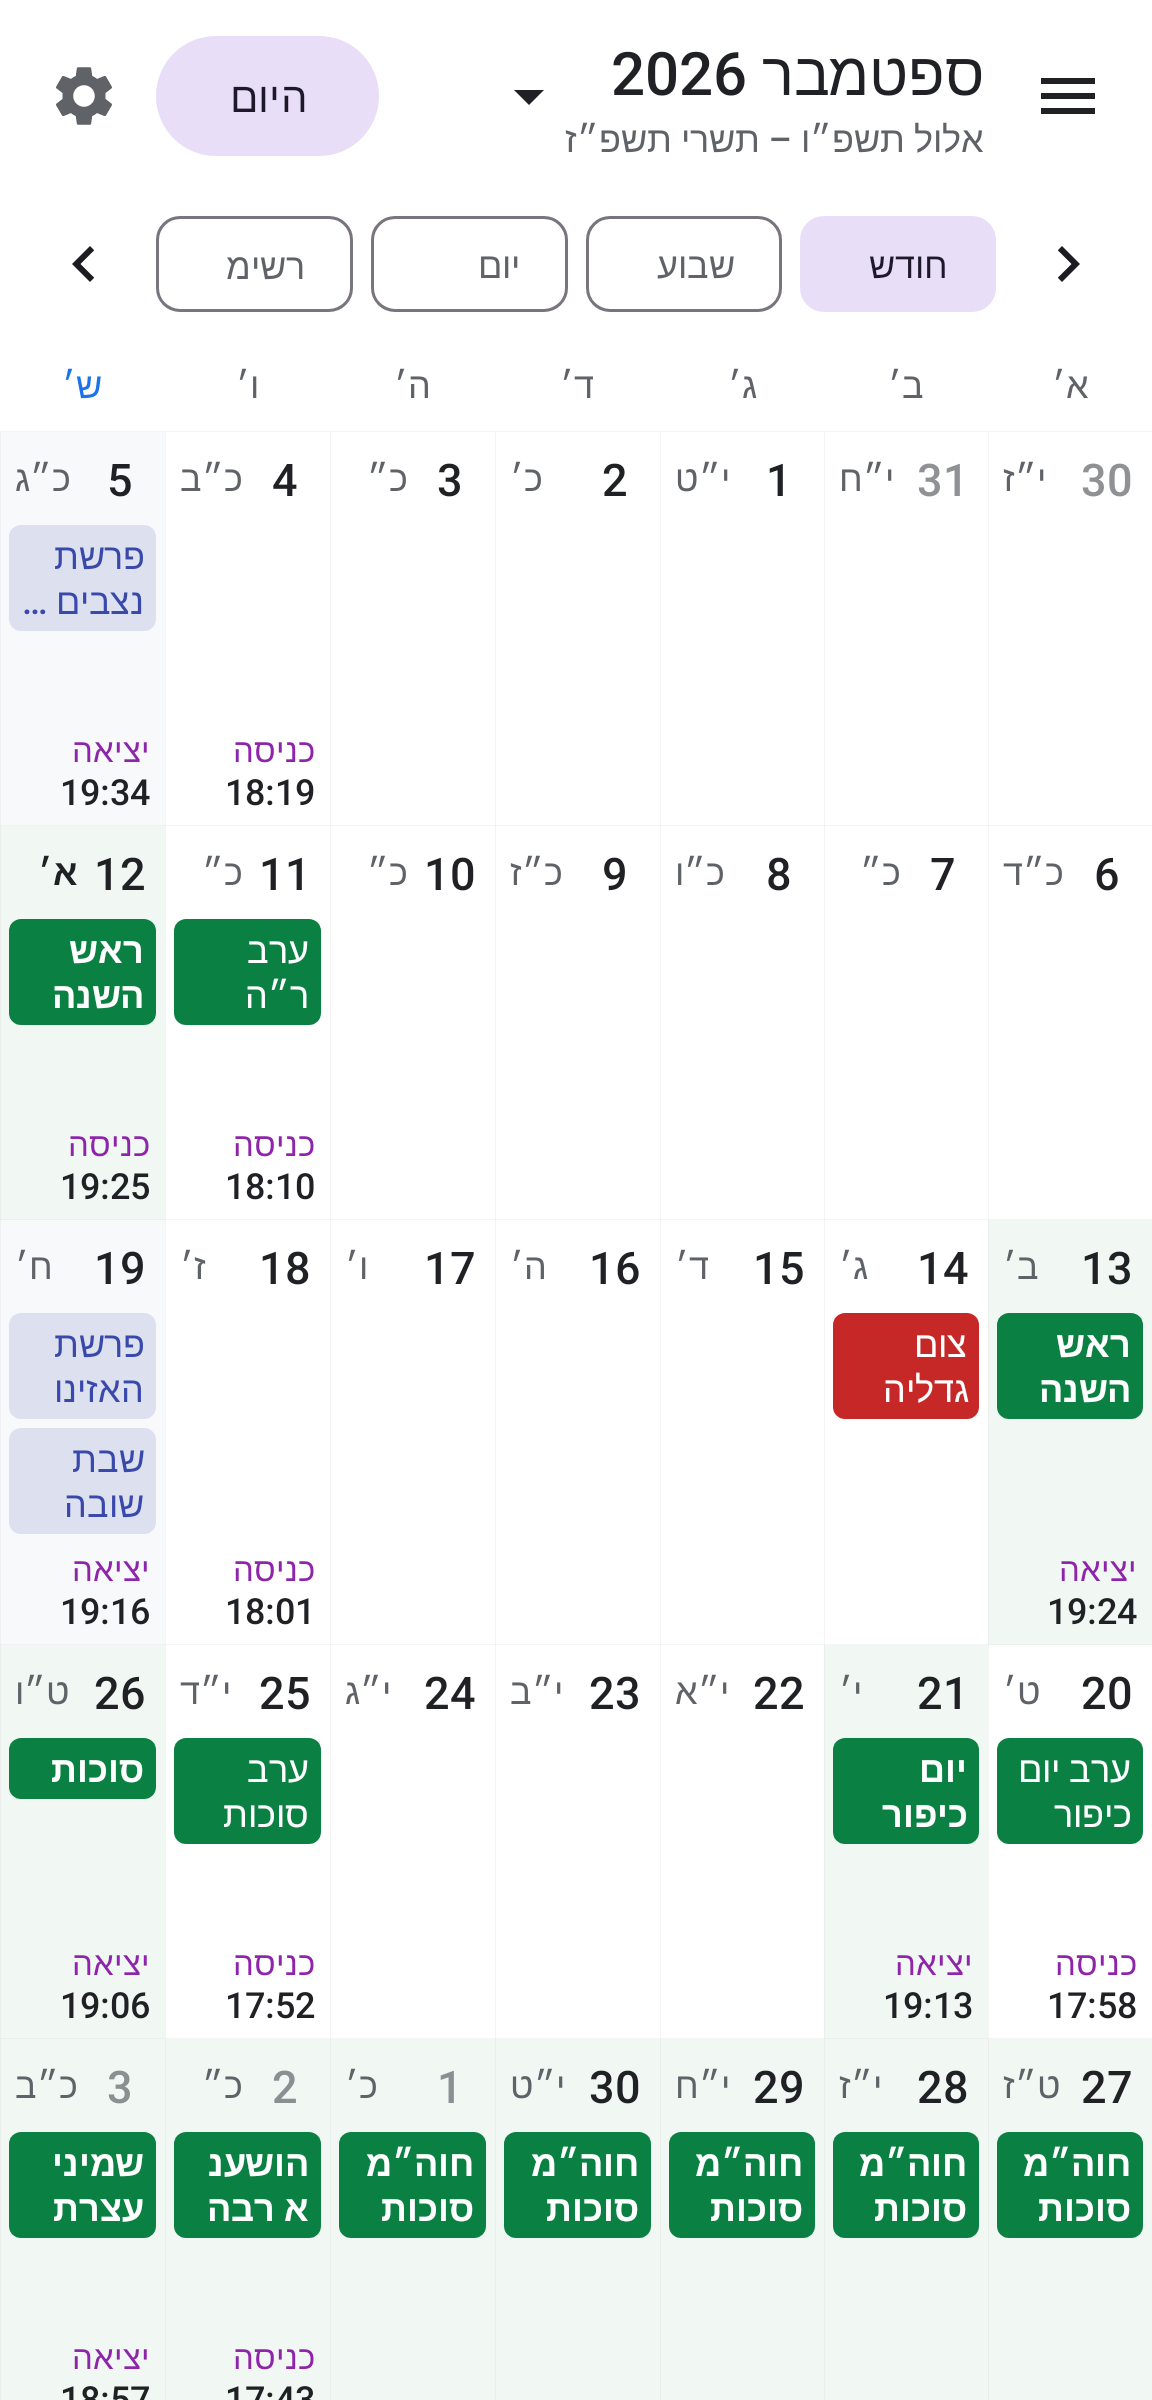 ספטמבר 2026
אלול תשפ״ו – תשרי תשפ״ז
היום
חודש
שבוע
יום
רשימ
א׳ ב׳ ג׳ ד׳ ה׳ ו׳ ש׳
30 י״ז 31 י״ח 1 י״ט 2 כ׳ 3 כ״ 4 כ״ב 5 כ״ג
פרשת
נצבים ...
כניסה יציאה
18:19 19:34
6 כ״ד 7 כ״ 8 כ״ו 9 כ״ז 10 כ״ 11 כ״ 12 א׳
ערב ראש
ר״ה השנה
כניסה כניסה
18:10 19:25
13 ב׳ 14 ג׳ 15 ד׳ 16 ה׳ 17 ו׳ 18 ז׳ 19 ח׳
ראש צום פרשת
השנה גדליה האזינו
שבת
שובה
יציאה כניסה יציאה
19:24 18:01 19:16
20 ט׳ 21 י׳ 22 י״א 23 י״ב 24 י״ג 25 י״ד 26 ט״ו
ערב יום יום ערב סוכות
כיפור כיפור סוכות
כניסה יציאה כניסה יציאה
17:58 19:13 17:52 19:06
27 ט״ז 28 י״ז 29 י״ח 30 י״ט 1 כ׳ 2 כ״ 3 כ״ב
חוה״מ חוה״מ חוה״מ חוה״מ חוה״מ הושענ שמיני
סוכות סוכות סוכות סוכות סוכות א רבה עצרת
כניסה יציאה
17:43 18:57